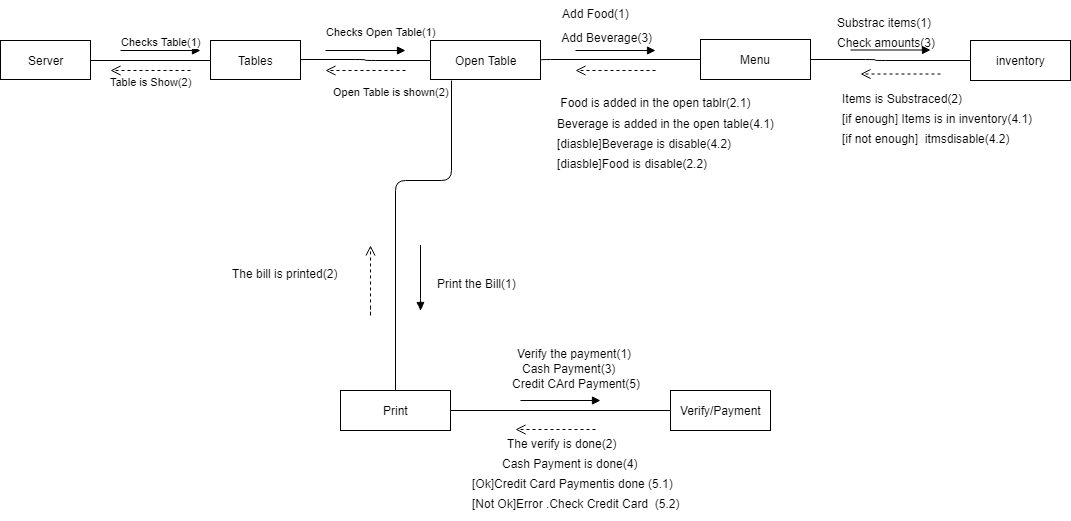 Add Food(1)
Substrac items(1)
Checks Table(1)
Checks Open Table(1)
Add Beverage(3)
Check amounts(3)
Server
Tables
Open Table
Menu
inventory
Table is Show(2)
Open Table is shown(2)
Food is added in the open tablr(2.1)
Beverage is added in the open table(4.1)
[diasble]Beverage is disable(4.2)
[diasble]Food is disable(2.2)
Items is Substraced(2)
[if enough] Items is in inventory(4.1)
[if not enough]  itmsdisable(4.2)
The bill is printed(2)
Print the Bill(1)
Verify the payment(1)
Cash Payment(3)
Credit CArd Payment(5)
Print
Verify/Payment
The verify is done(2)
Cash Payment is done(4)
[Ok]Credit Card Paymentis done (5.1)
[Not Ok]Error .Check Credit Card  (5.2)